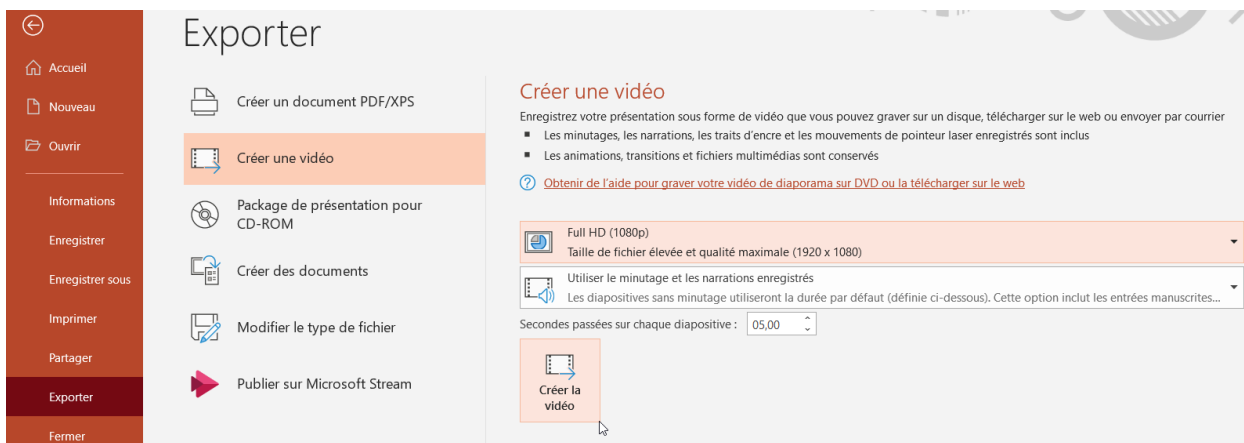 Exporter
Accueil
Nouveau
Ouvrir
Informations
Enregistrer
Enregistrer sous
Imprimer
Partager
Exporter
Fermer
Créer un document PDF/XPS
Créer une vidéo
Package de présentation pour
CD-ROM
Créer des documents
Modifier le type de fichier
Publier sur Microsoft Stream
Créer une vidéo
Enregistrez votre présentation sous forme de vidéo que vous pouvez graver sur un disque, télécharger sur le web ou envoyer par courrier
▪ Les minutages, les narrations, les traits d'encre et les mouvements de pointeur laser enregistrés sont inclus
▪ Les animations, transitions et fichiers multimédias sont conservés
Obtenir de l'aide pour graver votre vidéo de diaporama sur DVD ou la télécharger sur le web
Full HD (1080p)
Taille de fichier élevée et qualité maximale (1920 x 1080)
Utiliser le minutage et les narrations enregistrés
Les diapositives sans minutage utiliseront la durée par défaut (définie ci-dessous). Cette option inclut les entrées manuscrites...
Secondes passées sur chaque diapositive : 05,00
Créer la
vidéo